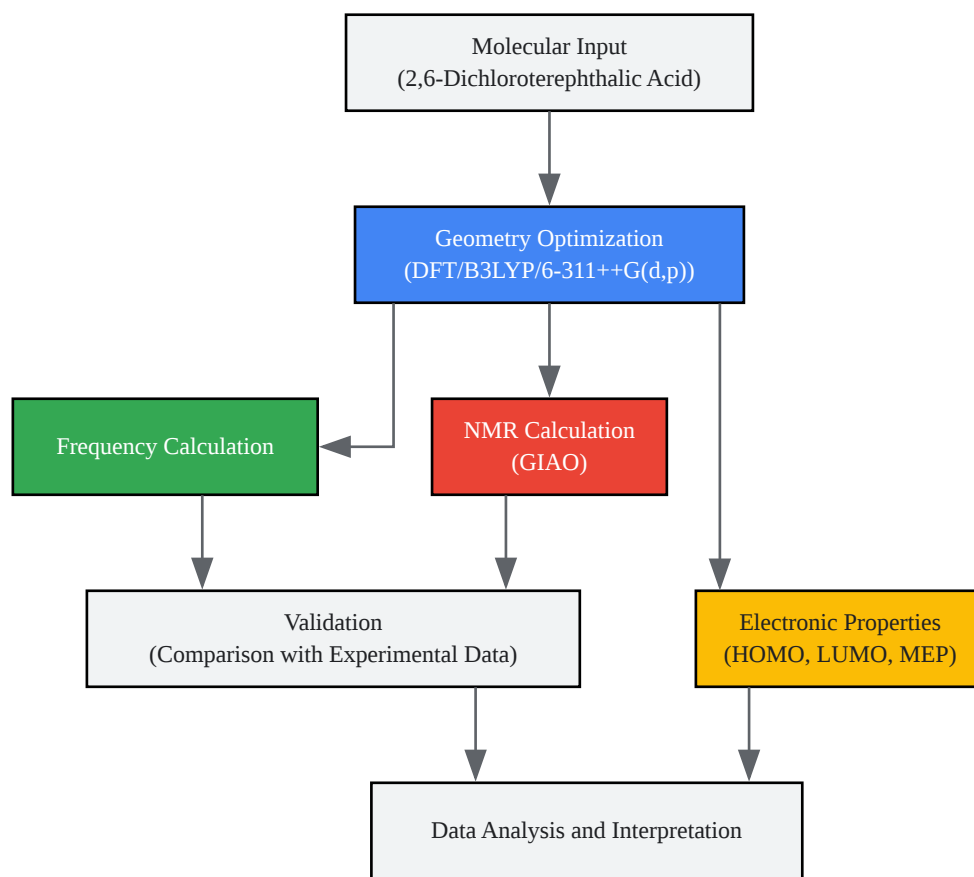 Molecular Input
(2,6-Dichloroterephthalic Acid)
Geometry Optimization
(DFT/B3LYP/6-311++G(d,p))
Frequency Calculation
NMR Calculation
(GIAO)
Validation
(Comparison with Experimental Data)
Electronic Properties
(HOMO, LUMO, MEP)
Data Analysis and Interpretation